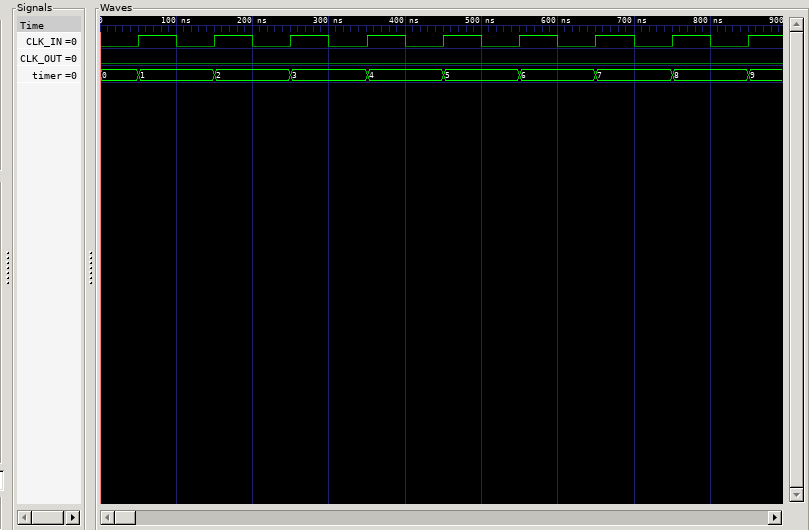 Signals
Waves
Time
0 100 ns 200 ns 300 ns 400 ns 500 ns 600 ns 700 ns 800 ns 900
CLK_IN =0
CLK_OUT =0
timer =0
0 1 2 3 4 5 6 7 8 9